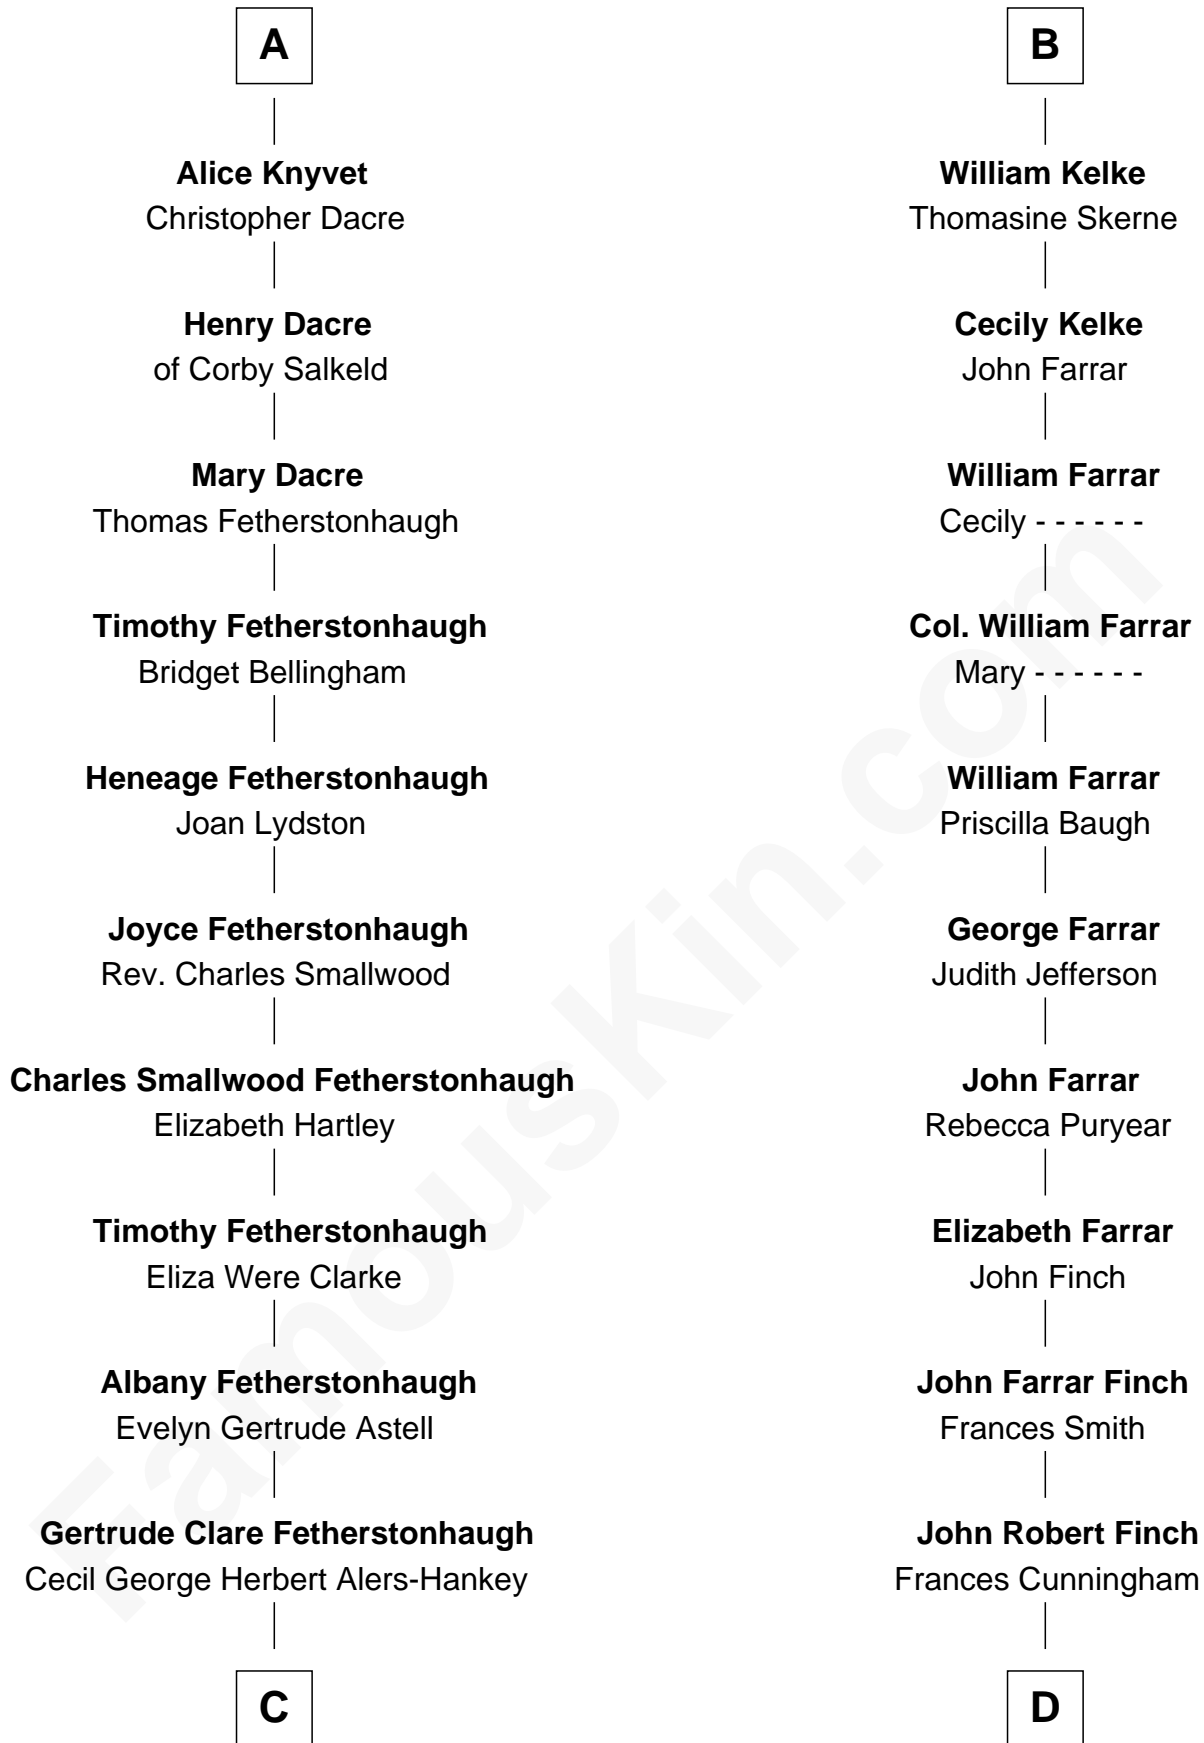 A
Alice Knyvet
Christopher Dacre
Henry Dacre
of Corby Salkeld
Mary Dacre
Thomas Fetherstonhaugh
Timothy Fetherstonhaugh
Bridget Bellingham
Heneage Fetherstonhaugh
Joan Lydston
Joyce Fetherstonhaugh
Rev. Charles Smallwood
Charles Smallwood Fetherstonhaugh
Elizabeth Hartley
Timothy Fetherstonhaugh
Eliza Were Clarke
Albany Fetherstonhaugh
Evelyn Gertrude Astell
Gertrude Clare Fetherstonhaugh
Cecil George Herbert Alers-Hankey
C
B
William Kelke
Thomasine Skerne
Cecily Kelke
John Farrar
William Farrar
Cecily - - - - - -
Col. William Farrar
Mary - - - - - -
William Farrar
Priscilla Baugh
George Farrar
Judith Jefferson
John Farrar
Rebecca Puryear
Elizabeth Farrar
John Finch
John Farrar Finch
Frances Smith
John Robert Finch
Frances Cunningham
D
FamousKin.com